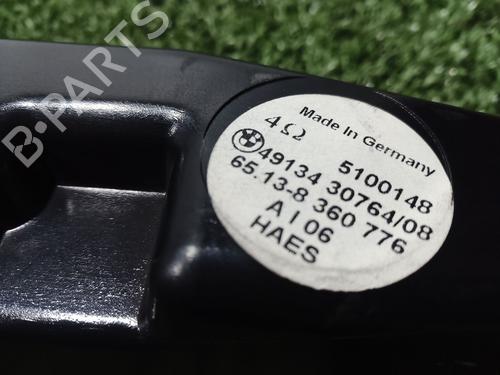 B-PARTS
Made In Germany
4Ω
5100148
49134 30764/08
65.13-8 360 776
A I 06
HAES